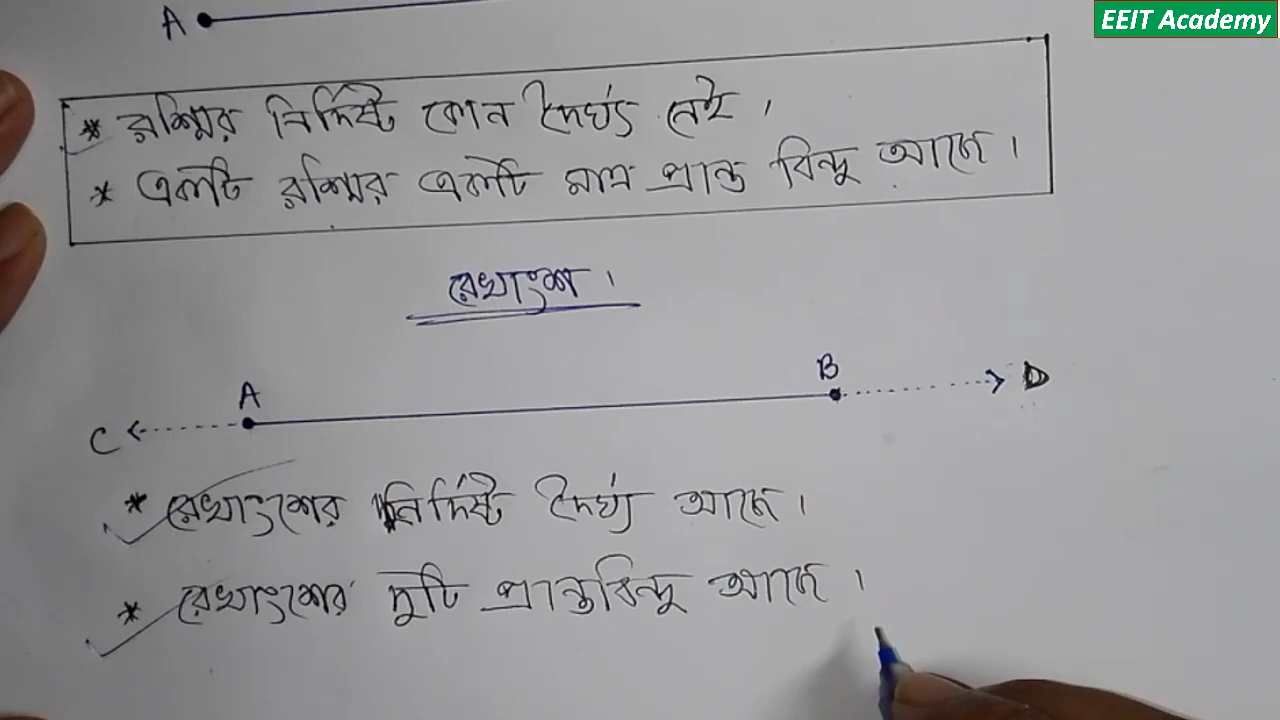 EEIT Academy
A
* রশ্মির নির্দিষ্ট কোন দৈর্ঘ্য নেই ।
* একটি রশ্মির একটি মাত্র প্রান্ত বিন্দু আছে ।
রেখাংশ ।
A B
C D
* রেখাংশের নির্দিষ্ট দৈর্ঘ্য আছে ।
* রেখাংশের দুটি প্রান্তবিন্দু আছে ।